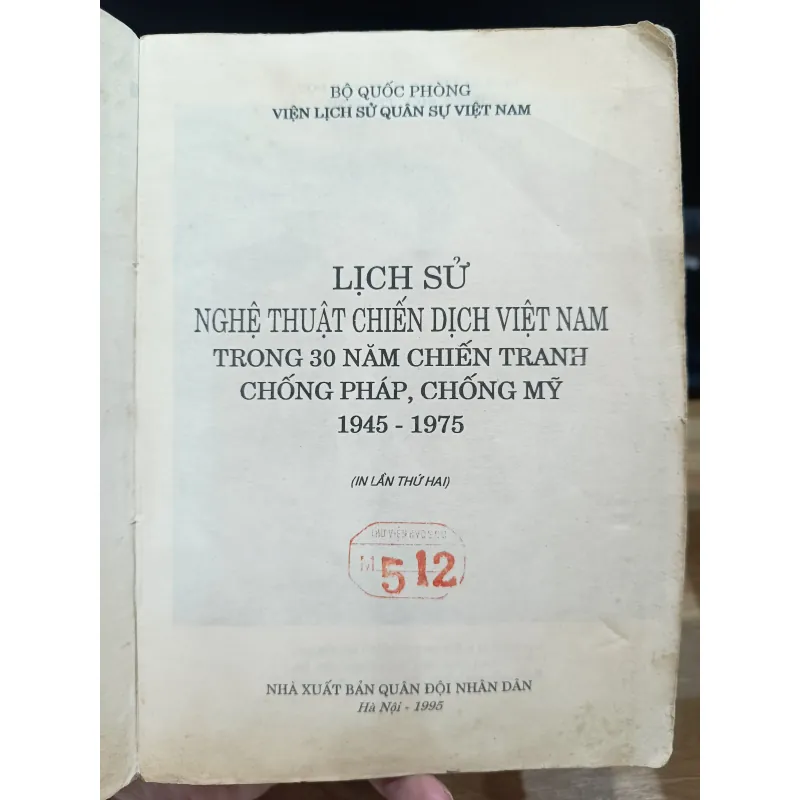 BỘ QUỐC PHÒNG
VIỆN LỊCH SỬ QUÂN SỰ VIỆT NAM
LỊCH SỬ
NGHỆ THUẬT CHIẾN DỊCH VIỆT NAM
TRONG 30 NĂM CHIẾN TRANH
CHỐNG PHÁP, CHỐNG MỸ
1945 - 1975
(IN LẦN THỨ HAI)
512
NHÀ XUẤT BẢN QUÂN ĐỘI NHÂN DÂN
Hà Nội - 1995